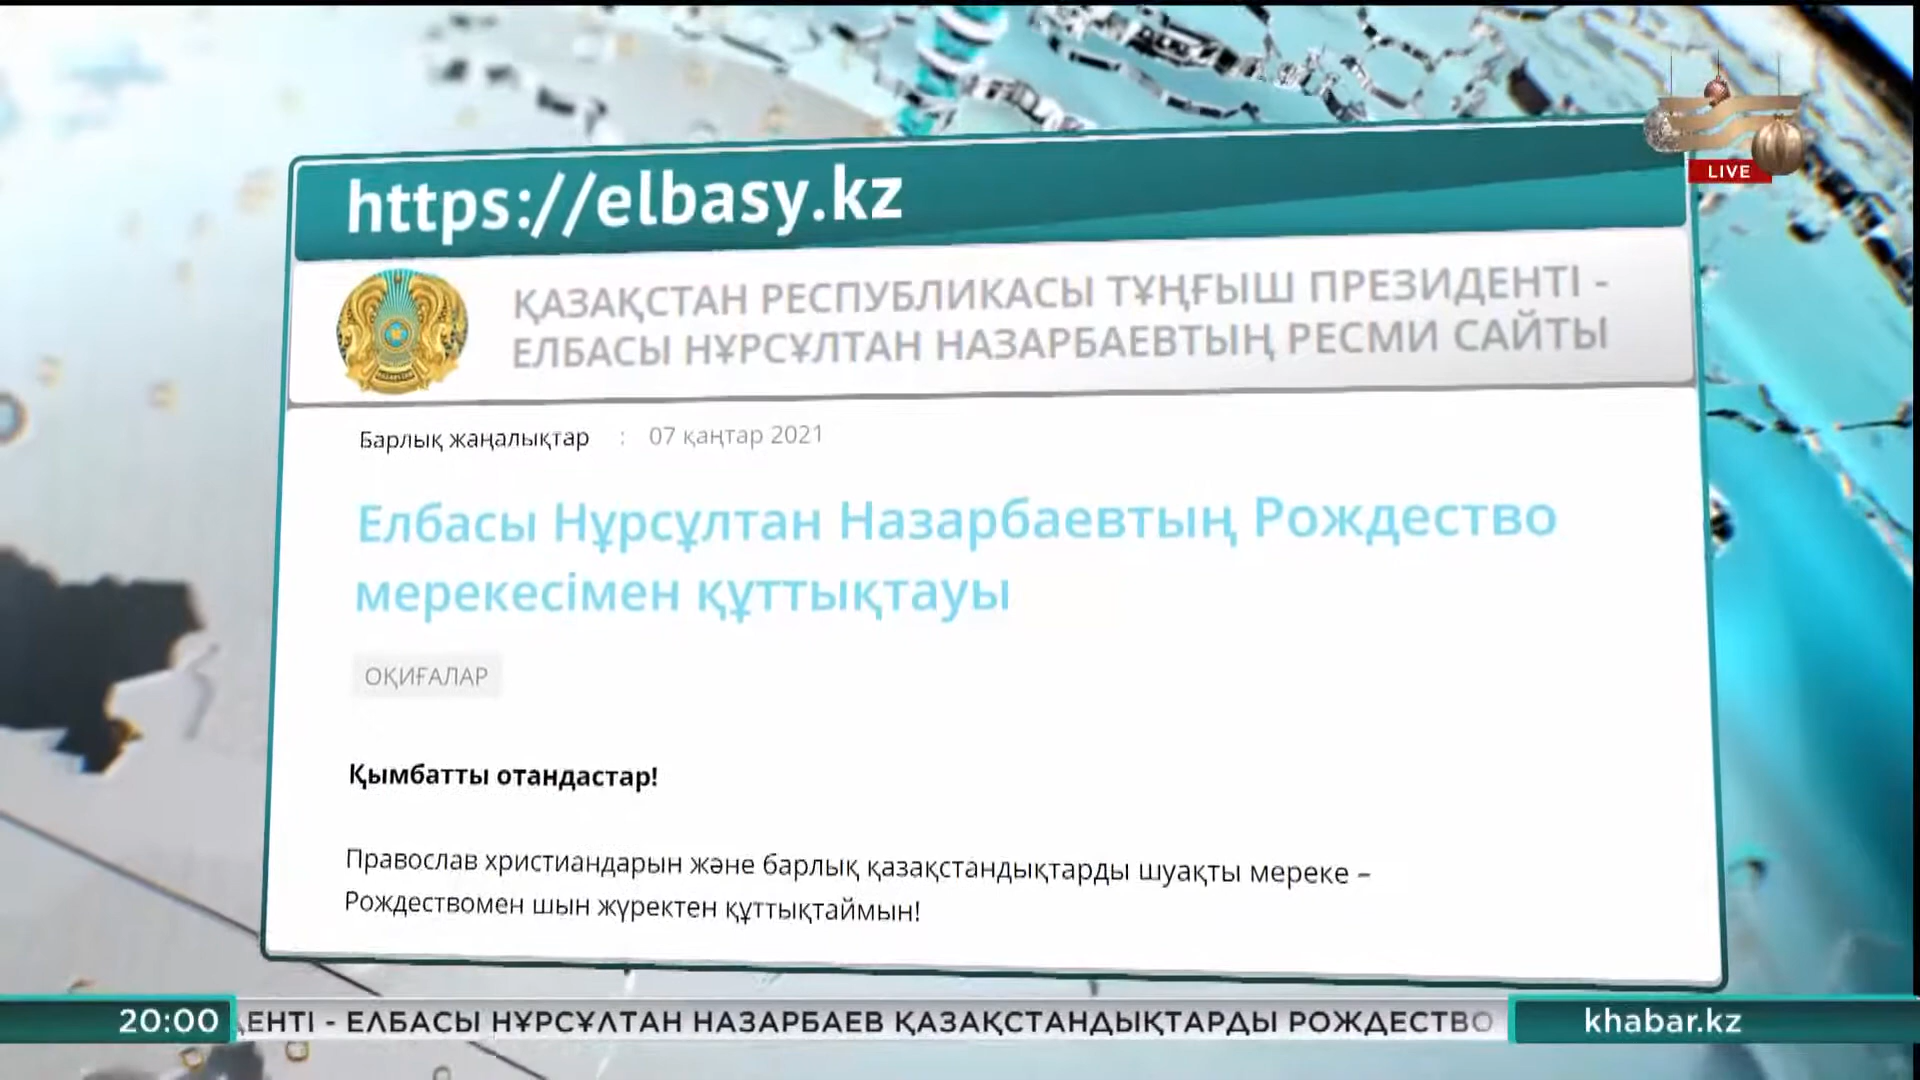 https://elbasy.kz
LIVE
ҚАЗАҚСТАН РЕСПУБЛИКАСЫ ТҰҢҒЫШ ПРЕЗИДЕНТІ -
ЕЛБАСЫ НҰРСҰЛТАН НАЗАРБАЕВТЫҢ РЕСМИ САЙТЫ
Барлық жаңалықтар : 07 қаңтар 2021
Елбасы Нұрсұлтан Назарбаевтың Рождество
мерекесімен құттықтауы
ОҚИҒАЛАР
Қымбатты отандастар!
Православ христиандарын және барлық қазақстандықтарды шуақты мереке –
Рождествомен шын жүректен құттықтаймын!
20:00 ЕНТІ - ЕЛБАСЫ НҰРСҰЛТАН НАЗАРБАЕВ ҚАЗАҚСТАНДЫҚТАРДЫ РОЖДЕСТВО khabar.kz